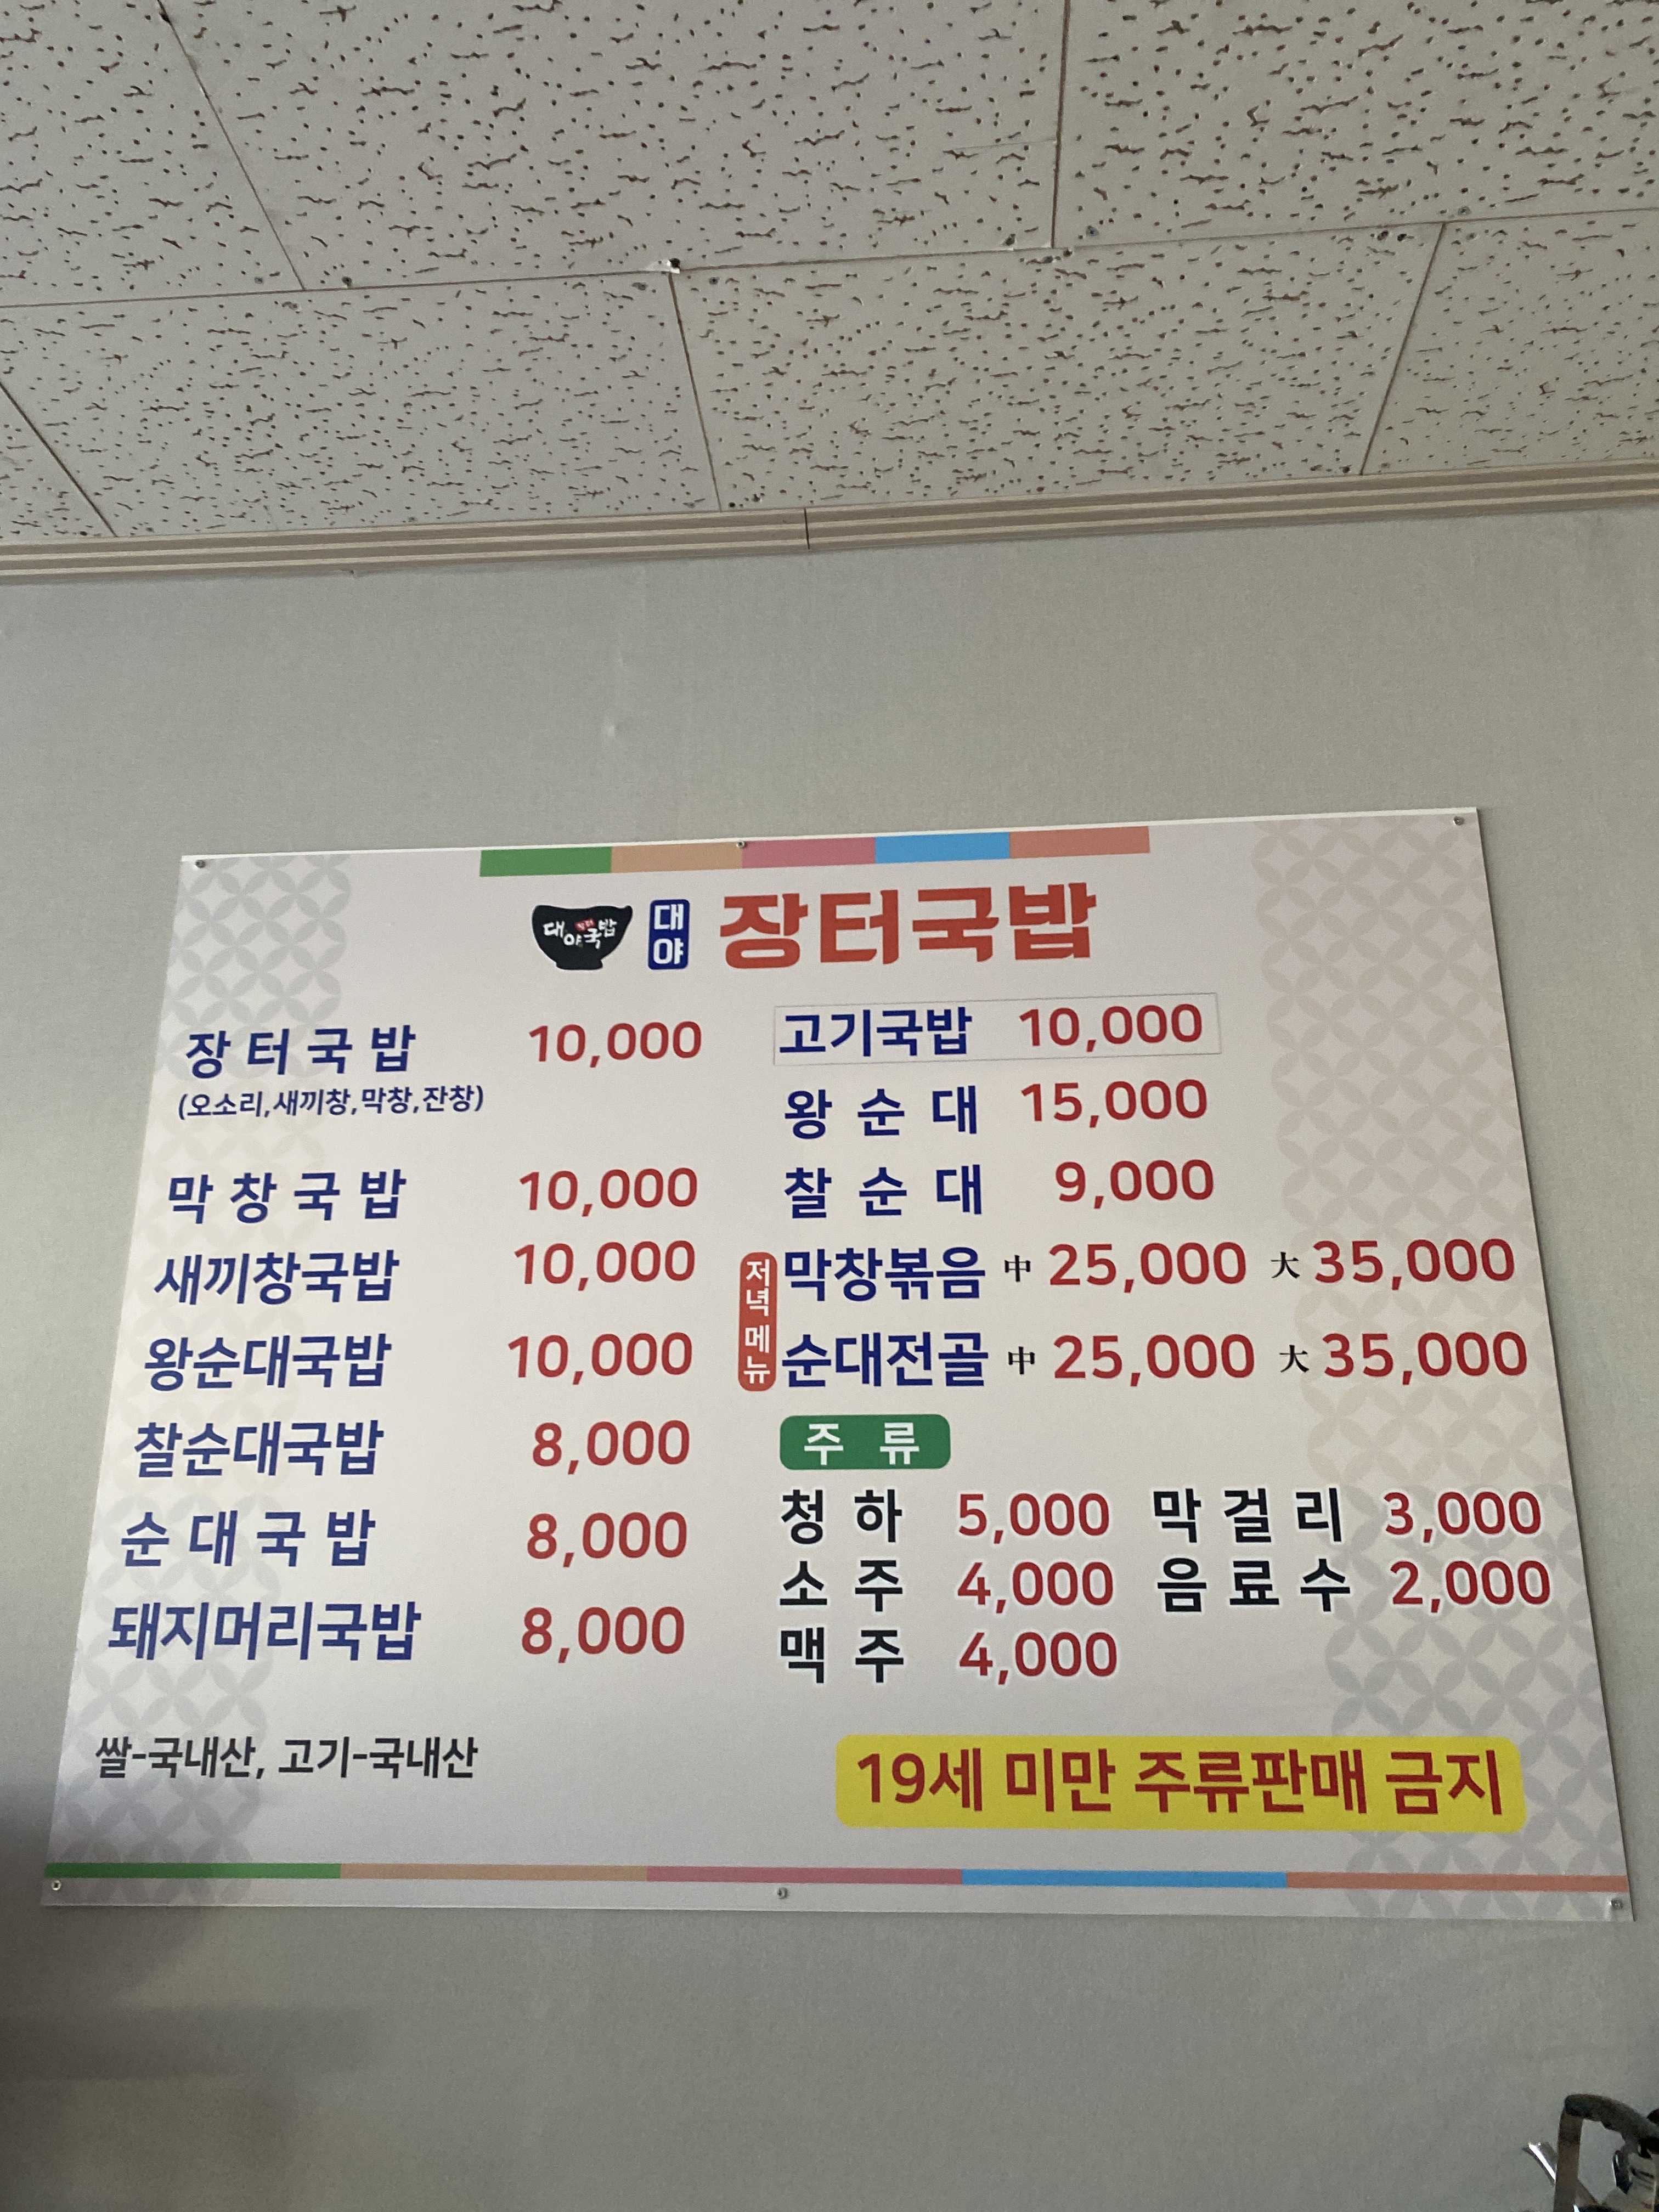 대야국밥 대야 장터국밥
장터국밥 10,000
(오소리,새끼창,막창,잔창)
막창국밥 10,000
새끼창국밥 10,000
왕순대국밥 10,000
찰순대국밥 8,000
순대국밥 8,000
돼지머리국밥 8,000
쌀-국내산, 고기-국내산
고기국밥 10,000
왕순대 15,000
찰순대 9,000
저녁메뉴
막창볶음 中 25,000 大 35,000
순대전골 中 25,000 大 35,000
주류
청하 5,000 막걸리 3,000
소주 4,000 음료수 2,000
맥주 4,000
19세 미만 주류판매 금지